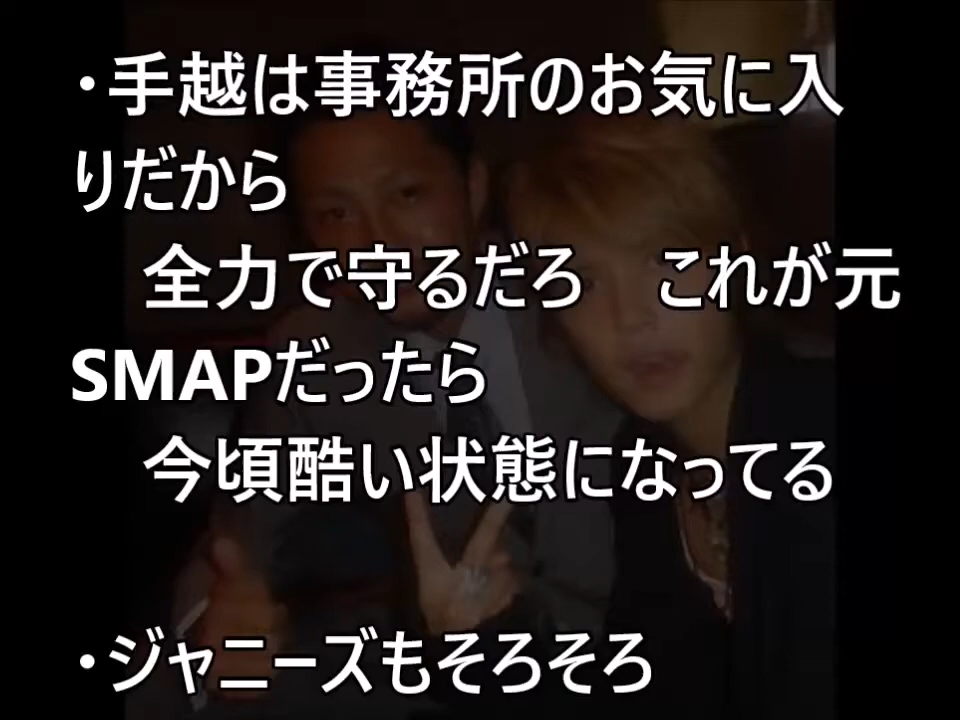 ・手越は事務所のお気に入
りだから
　全力で守るだろ　これが元
SMAPだったら
　今頃酷い状態になってる
・ジャニーズもそろそろ